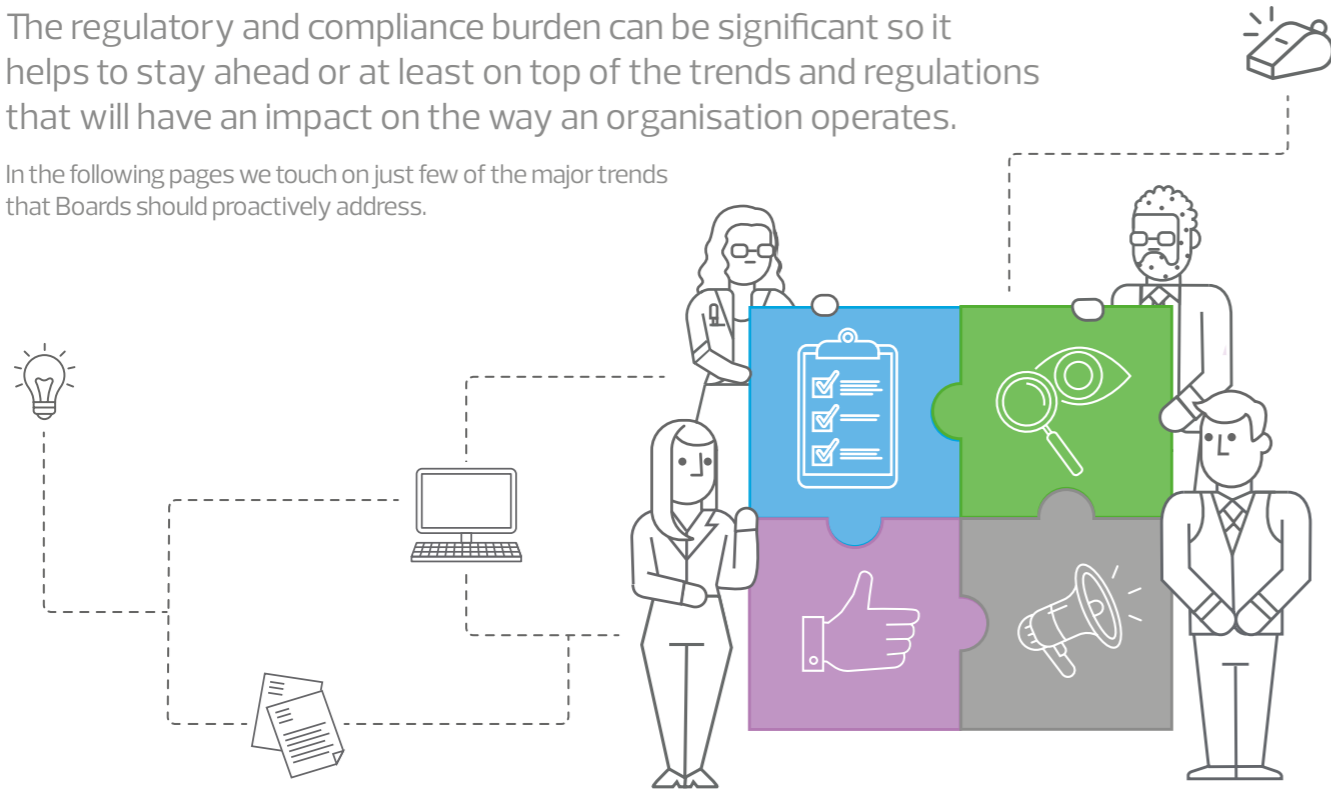 The regulatory and compliance burden can be significant so it
helps to stay ahead or at least on top of the trends and regulations
that will have an impact on the way an organisation operates.
In the following pages we touch on just few of the major trends
that Boards should proactively address.